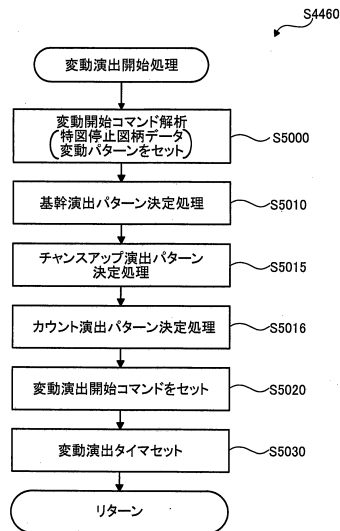 S4460
変動演出開始処理
変動開始コマンド解析
(特図停止図柄データ
変動パターンをセット)
S5000
基幹演出パターン決定処理
S5010
チャンスアップ演出パターン
決定処理
S5015
カウント演出パターン決定処理
S5016
変動演出開始コマンドをセット
S5020
変動演出タイマセット
S5030
リターン